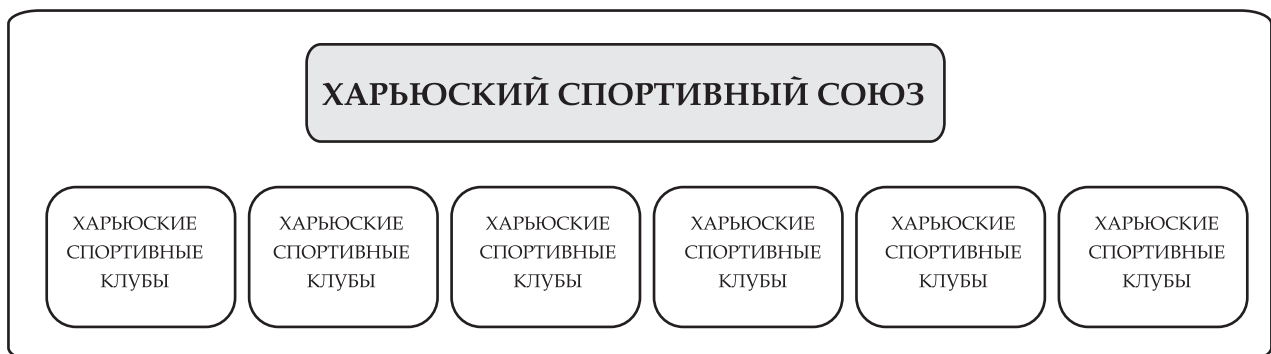 ХАРЬЮСКИЙ СПОРТИВНЫЙ СОЮЗ
ХАРЬЮСКИЕ
СПОРТИВНЫЕ
КЛУБЫ
ХАРЬЮСКИЕ
СПОРТИВНЫЕ
КЛУБЫ
ХАРЬЮСКИЕ
СПОРТИВНЫЕ
КЛУБЫ
ХАРЬЮСКИЕ
СПОРТИВНЫЕ
КЛУБЫ
ХАРЬЮСКИЕ
СПОРТИВНЫЕ
КЛУБЫ
ХАРЬЮСКИЕ
СПОРТИВНЫЕ
КЛУБЫ